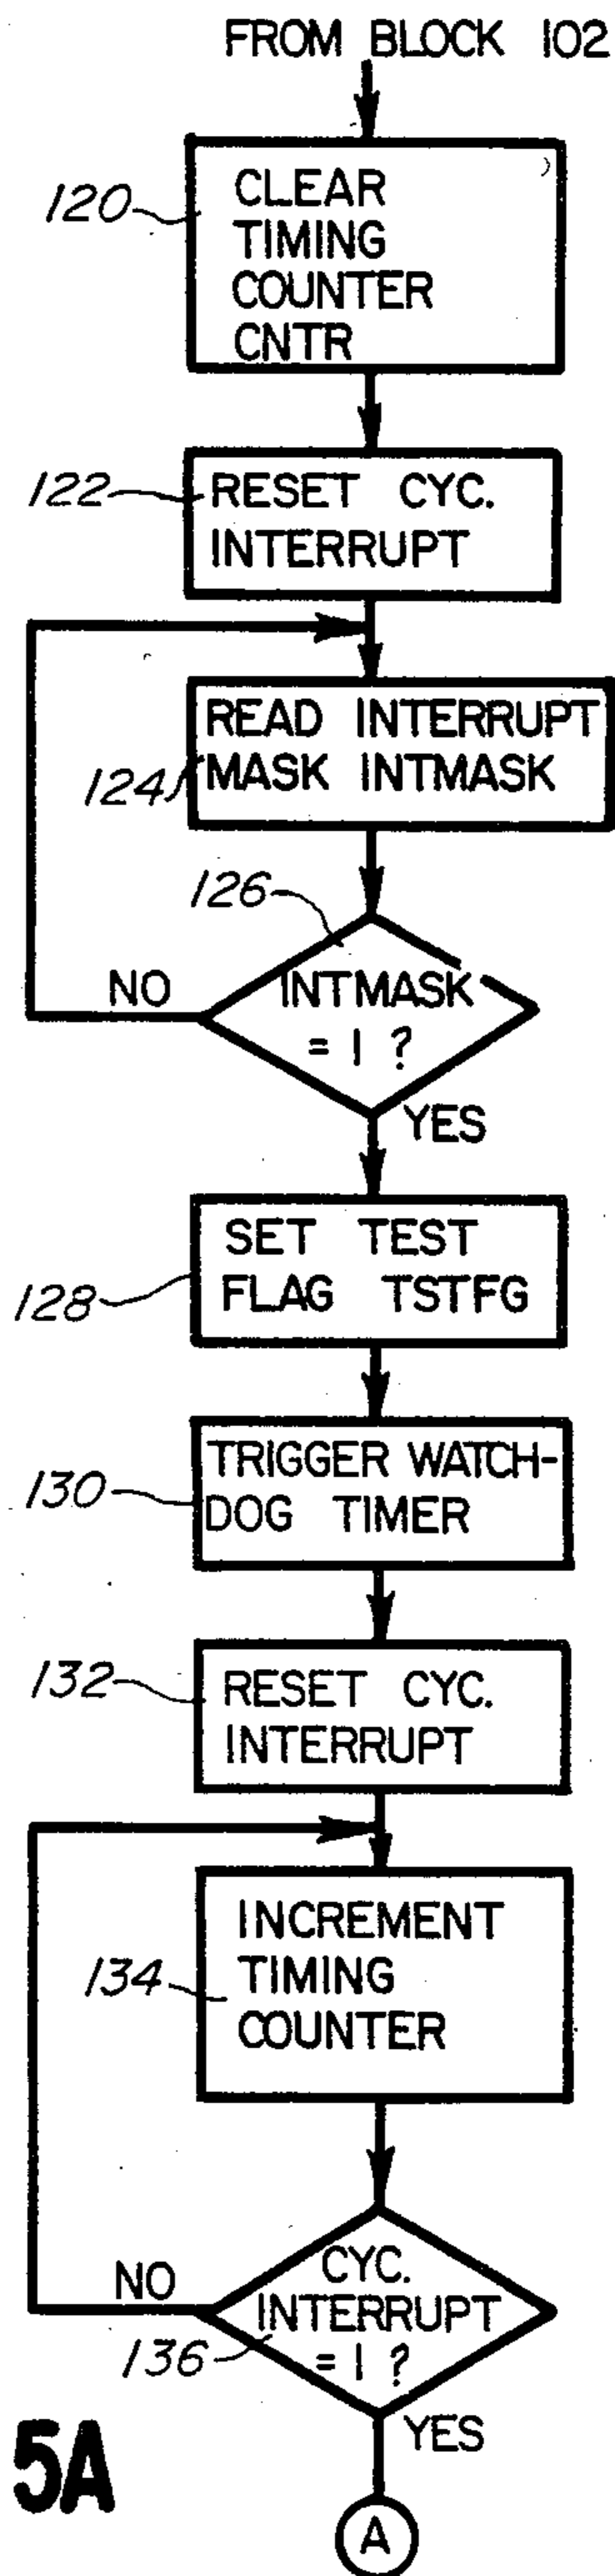 FROM BLOCK 102
120
CLEAR
TIMING
COUNTER
CNTR
122
RESET CYC.
INTERRUPT
READ INTERRUPT
124
MASK INTMASK
126
NO
INTMASK
= 1 ?
YES
SET TEST
128
FLAG TSTFG
130
TRIGGER WATCH-
DOG TIMER
132
RESET CYC.
INTERRUPT
INCREMENT
134
TIMING
COUNTER
NO
CYC.
INTERRUPT
136
= 1 ?
YES
5A
A